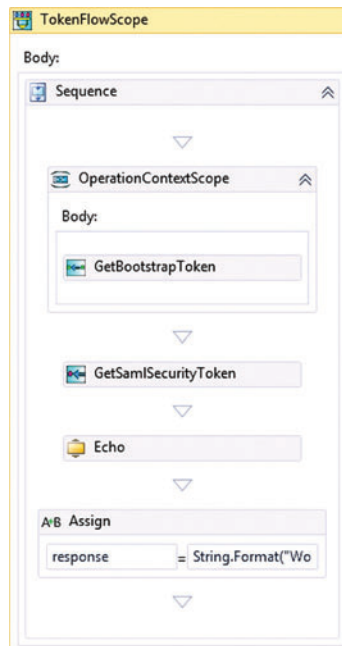 TokenFlowScope
Body:
Sequence
OperationContextScope
Body:
GetBootstrapToken
GetSamlSecurityToken
Echo
A+B Assign
response = String.Format("Wo